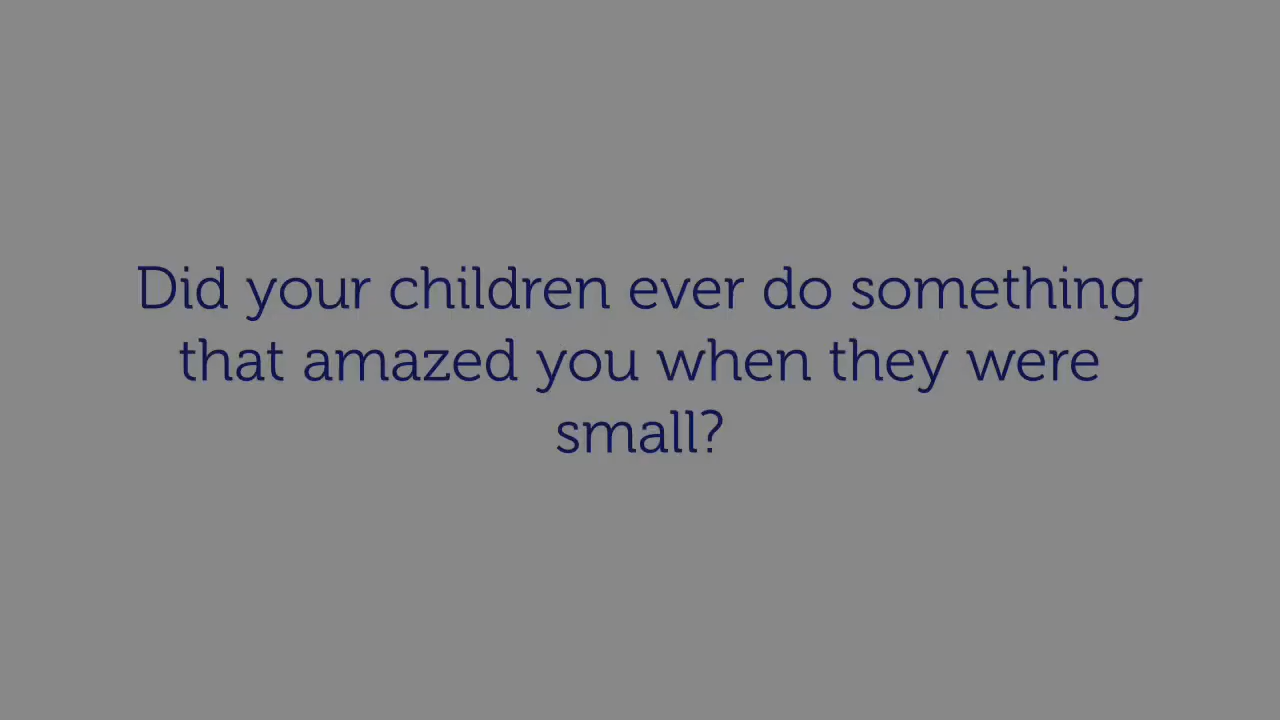 Did your children ever do something
that amazed you when they were
small?